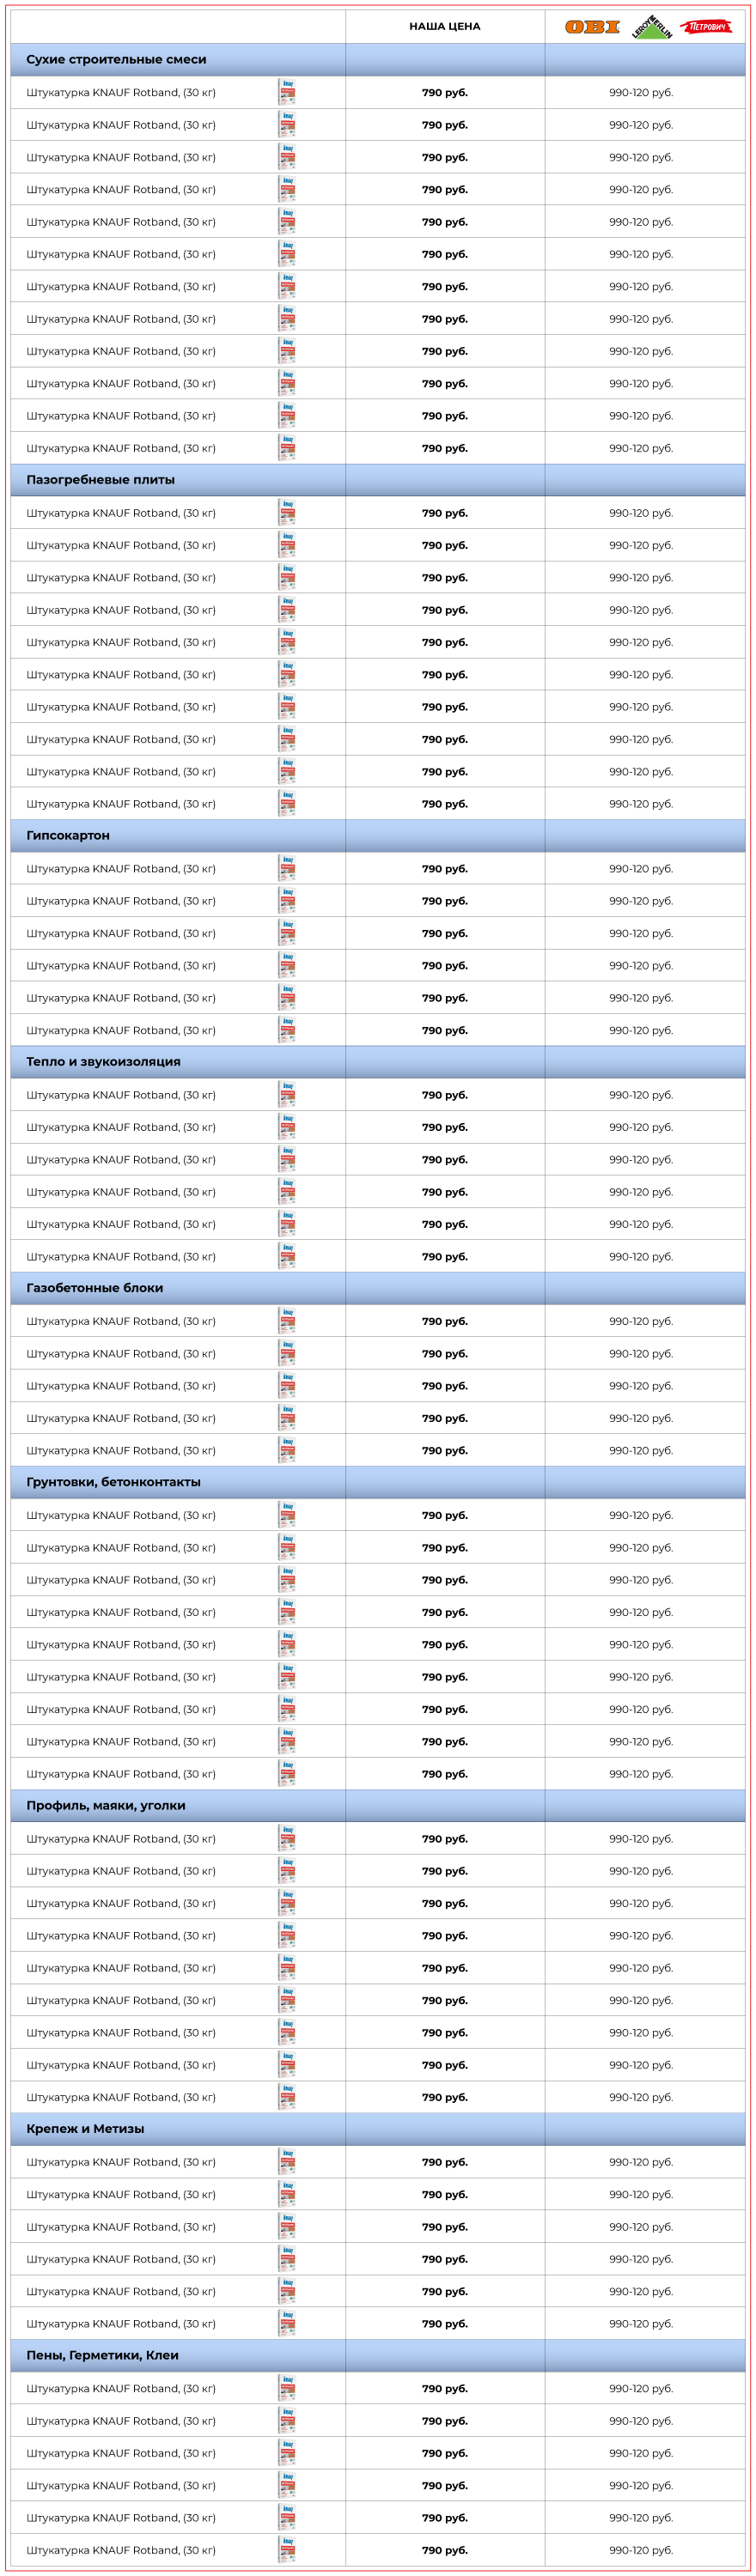 НАША ЦЕНА OBI LEROY MERLIN ПЕТРОВИЧ
Сухие строительные смеси
Штукатурка KNAUF Rotband, (30 кг) 790 руб. 990-120 руб.
Штукатурка KNAUF Rotband, (30 кг) 790 руб. 990-120 руб.
Штукатурка KNAUF Rotband, (30 кг) 790 руб. 990-120 руб.
Штукатурка KNAUF Rotband, (30 кг) 790 руб. 990-120 руб.
Штукатурка KNAUF Rotband, (30 кг) 790 руб. 990-120 руб.
Штукатурка KNAUF Rotband, (30 кг) 790 руб. 990-120 руб.
Штукатурка KNAUF Rotband, (30 кг) 790 руб. 990-120 руб.
Штукатурка KNAUF Rotband, (30 кг) 790 руб. 990-120 руб.
Штукатурка KNAUF Rotband, (30 кг) 790 руб. 990-120 руб.
Штукатурка KNAUF Rotband, (30 кг) 790 руб. 990-120 руб.
Штукатурка KNAUF Rotband, (30 кг) 790 руб. 990-120 руб.
Штукатурка KNAUF Rotband, (30 кг) 790 руб. 990-120 руб.
Пазогребневые плиты
Штукатурка KNAUF Rotband, (30 кг) 790 руб. 990-120 руб.
Штукатурка KNAUF Rotband, (30 кг) 790 руб. 990-120 руб.
Штукатурка KNAUF Rotband, (30 кг) 790 руб. 990-120 руб.
Штукатурка KNAUF Rotband, (30 кг) 790 руб. 990-120 руб.
Штукатурка KNAUF Rotband, (30 кг) 790 руб. 990-120 руб.
Штукатурка KNAUF Rotband, (30 кг) 790 руб. 990-120 руб.
Штукатурка KNAUF Rotband, (30 кг) 790 руб. 990-120 руб.
Штукатурка KNAUF Rotband, (30 кг) 790 руб. 990-120 руб.
Штукатурка KNAUF Rotband, (30 кг) 790 руб. 990-120 руб.
Штукатурка KNAUF Rotband, (30 кг) 790 руб. 990-120 руб.
Гипсокартон
Штукатурка KNAUF Rotband, (30 кг) 790 руб. 990-120 руб.
Штукатурка KNAUF Rotband, (30 кг) 790 руб. 990-120 руб.
Штукатурка KNAUF Rotband, (30 кг) 790 руб. 990-120 руб.
Штукатурка KNAUF Rotband, (30 кг) 790 руб. 990-120 руб.
Штукатурка KNAUF Rotband, (30 кг) 790 руб. 990-120 руб.
Штукатурка KNAUF Rotband, (30 кг) 790 руб. 990-120 руб.
Тепло и звукоизоляция
Штукатурка KNAUF Rotband, (30 кг) 790 руб. 990-120 руб.
Штукатурка KNAUF Rotband, (30 кг) 790 руб. 990-120 руб.
Штукатурка KNAUF Rotband, (30 кг) 790 руб. 990-120 руб.
Штукатурка KNAUF Rotband, (30 кг) 790 руб. 990-120 руб.
Штукатурка KNAUF Rotband, (30 кг) 790 руб. 990-120 руб.
Штукатурка KNAUF Rotband, (30 кг) 790 руб. 990-120 руб.
Газобетонные блоки
Штукатурка KNAUF Rotband, (30 кг) 790 руб. 990-120 руб.
Штукатурка KNAUF Rotband, (30 кг) 790 руб. 990-120 руб.
Штукатурка KNAUF Rotband, (30 кг) 790 руб. 990-120 руб.
Штукатурка KNAUF Rotband, (30 кг) 790 руб. 990-120 руб.
Штукатурка KNAUF Rotband, (30 кг) 790 руб. 990-120 руб.
Грунтовки, бетонконтакты
Штукатурка KNAUF Rotband, (30 кг) 790 руб. 990-120 руб.
Штукатурка KNAUF Rotband, (30 кг) 790 руб. 990-120 руб.
Штукатурка KNAUF Rotband, (30 кг) 790 руб. 990-120 руб.
Штукатурка KNAUF Rotband, (30 кг) 790 руб. 990-120 руб.
Штукатурка KNAUF Rotband, (30 кг) 790 руб. 990-120 руб.
Штукатурка KNAUF Rotband, (30 кг) 790 руб. 990-120 руб.
Штукатурка KNAUF Rotband, (30 кг) 790 руб. 990-120 руб.
Штукатурка KNAUF Rotband, (30 кг) 790 руб. 990-120 руб.
Штукатурка KNAUF Rotband, (30 кг) 790 руб. 990-120 руб.
Профиль, маяки, уголки
Штукатурка KNAUF Rotband, (30 кг) 790 руб. 990-120 руб.
Штукатурка KNAUF Rotband, (30 кг) 790 руб. 990-120 руб.
Штукатурка KNAUF Rotband, (30 кг) 790 руб. 990-120 руб.
Штукатурка KNAUF Rotband, (30 кг) 790 руб. 990-120 руб.
Штукатурка KNAUF Rotband, (30 кг) 790 руб. 990-120 руб.
Штукатурка KNAUF Rotband, (30 кг) 790 руб. 990-120 руб.
Штукатурка KNAUF Rotband, (30 кг) 790 руб. 990-120 руб.
Штукатурка KNAUF Rotband, (30 кг) 790 руб. 990-120 руб.
Штукатурка KNAUF Rotband, (30 кг) 790 руб. 990-120 руб.
Крепеж и Метизы
Штукатурка KNAUF Rotband, (30 кг) 790 руб. 990-120 руб.
Штукатурка KNAUF Rotband, (30 кг) 790 руб. 990-120 руб.
Штукатурка KNAUF Rotband, (30 кг) 790 руб. 990-120 руб.
Штукатурка KNAUF Rotband, (30 кг) 790 руб. 990-120 руб.
Штукатурка KNAUF Rotband, (30 кг) 790 руб. 990-120 руб.
Штукатурка KNAUF Rotband, (30 кг) 790 руб. 990-120 руб.
Пены, Герметики, Клеи
Штукатурка KNAUF Rotband, (30 кг) 790 руб. 990-120 руб.
Штукатурка KNAUF Rotband, (30 кг) 790 руб. 990-120 руб.
Штукатурка KNAUF Rotband, (30 кг) 790 руб. 990-120 руб.
Штукатурка KNAUF Rotband, (30 кг) 790 руб. 990-120 руб.
Штукатурка KNAUF Rotband, (30 кг) 790 руб. 990-120 руб.
Штукатурка KNAUF Rotband, (30 кг) 790 руб. 990-120 руб.